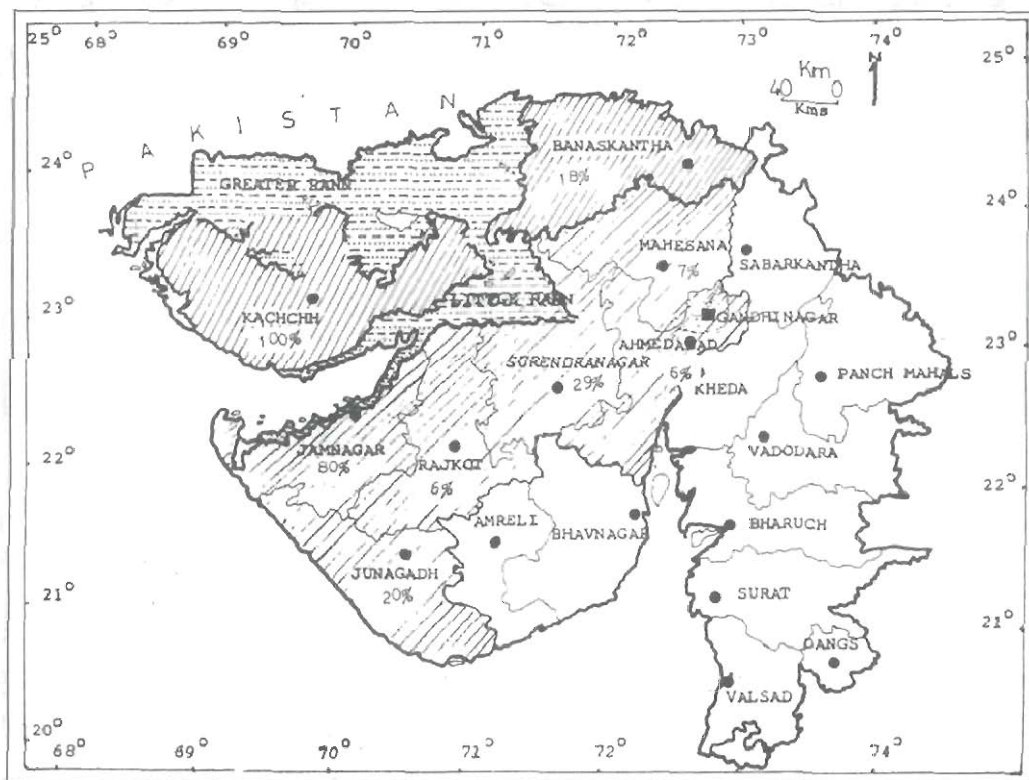 68° 69° 70° 71° 72° 73° 74°
25° 25°
N
Km
40 0
Kms
PAKISTAN
24° 24°
BANASKANTHA
18%
GREATER RANN
MAHESANA
7%
SABARKANTHA
23° 23°
KACHCHH
100%
LITTLE RANN
GANDHINAGAR
AHMEDABAD
6%
SURENDRANAGAR
29%
KHEDA
PANCH MAHALS
22° 22°
JAMNAGAR
80%
RAJKOT
6%
VADODARA
AMRELI
BHAVNAGAR
BHARUCH
JUNAGADH
20%
21° 21°
SURAT
DANGS
VALSAD
20°
68° 69° 70° 71° 72° 73° 74°